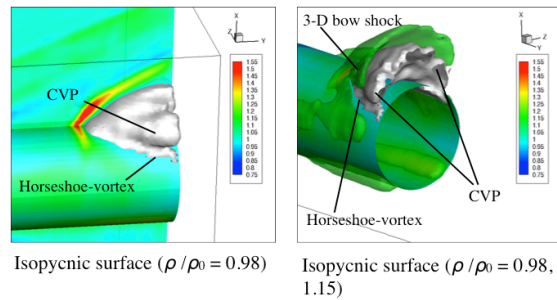 X
Y
Z
CVP
Horseshoe-vortex
1.55
1.5
1.45
1.4
1.35
1.3
1.25
1.2
1.15
1.1
1.05
1
0.95
0.9
0.85
0.8
0.75
Isopycnic surface (ρ/ρ0 = 0.98)
3-D bow shock
X
Y
Z
1.55
1.5
1.45
1.4
1.35
1.3
1.25
1.2
1.15
1.1
1.05
1
0.95
0.9
0.85
0.8
0.75
CVP
Horseshoe-vortex
Isopycnic surface (ρ/ρ0 = 0.98,
1.15)